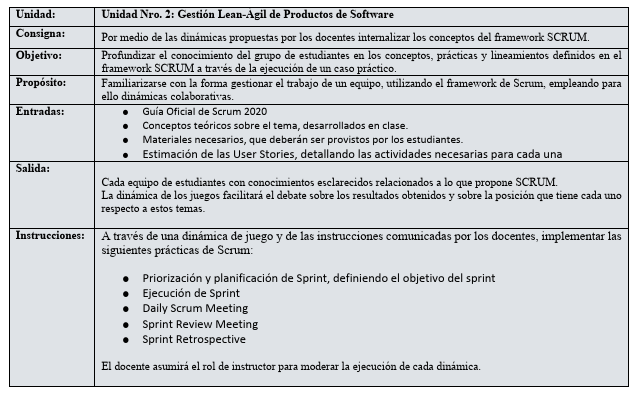 Unidad: Unidad Nro. 2: Gestión Lean-Agil de Productos de Software
Consigna: Por medio de las dinámicas propuestas por los docentes internalizar los conceptos del framework SCRUM.
Objetivo: Profundizar el conocimiento del grupo de estudiantes en los conceptos, prácticas y lineamientos definidos en el
framework SCRUM a través de la ejecución de un caso práctico.
Propósito: Familiarizarse con la forma gestionar el trabajo de un equipo, utilizando el framework de Scrum, empleando para
ello dinámicas colaborativas.
Entradas: ● Guía Oficial de Scrum 2020
● Conceptos teóricos sobre el tema, desarrollados en clase.
● Materiales necesarios, que deberán ser provistos por los estudiantes.
● Estimación de las User Stories, detallando las actividades necesarias para cada una
Salida:
Cada equipo de estudiantes con conocimientos esclarecidos relacionados a lo que propone SCRUM.
La dinámica de los juegos facilitará el debate sobre los resultados obtenidos y sobre la posición que tiene cada uno
respecto a estos temas.
Instrucciones: A través de una dinámica de juego y de las instrucciones comunicadas por los docentes, implementar las
siguientes prácticas de Scrum:
● Priorización y planificación de Sprint, definiendo el objetivo del sprint
● Ejecución de Sprint
● Daily Scrum Meeting
● Sprint Review Meeting
● Sprint Retrospective
El docente asumirá el rol de instructor para moderar la ejecución de cada dinámica.